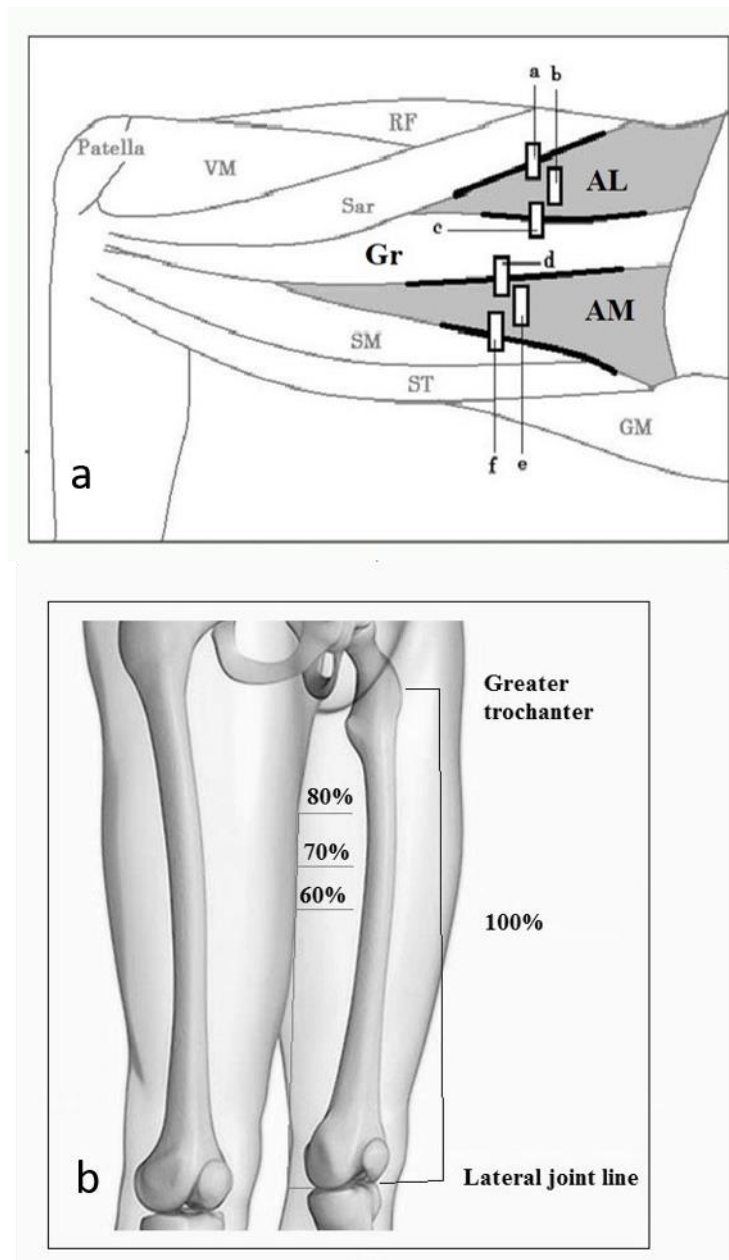 a b
RF
Patella
VM
AL
Sar
c
Gr
d
AM
SM
ST
GM
a
f e
80%
70%
60%
Greater
trochanter
100%
Lateral joint line
b